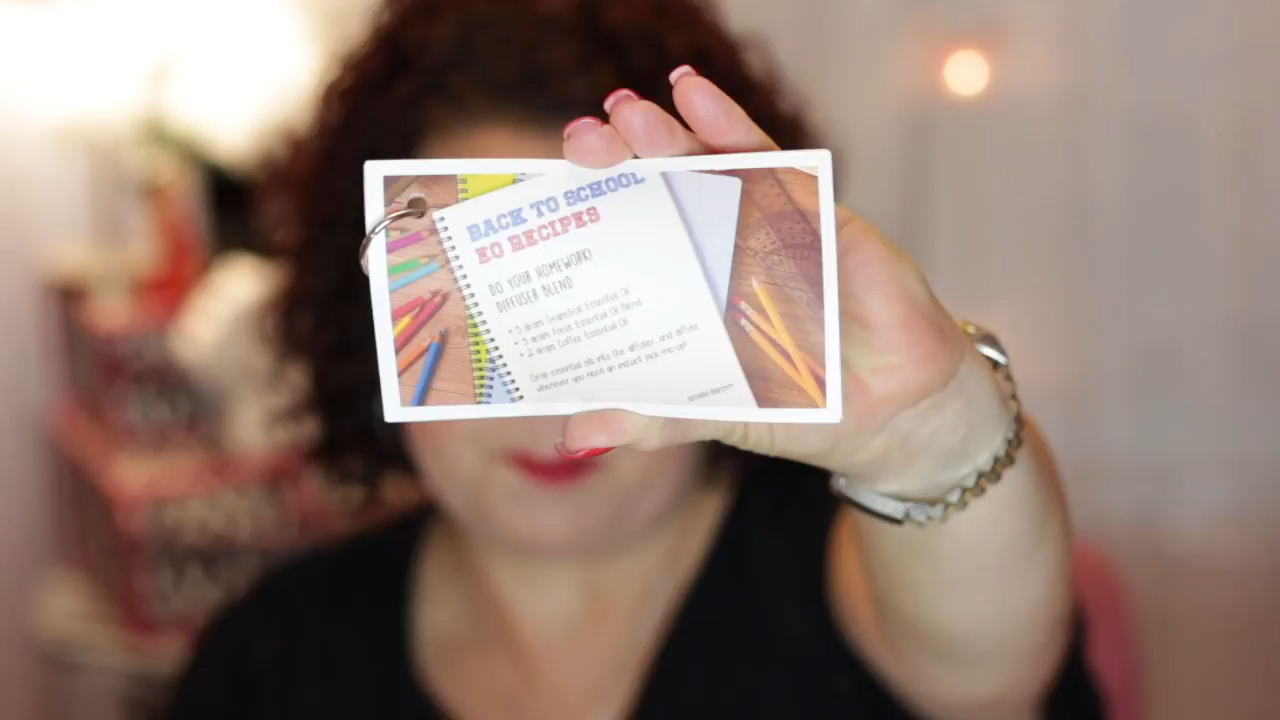 BACK TO SCHOOL
EO RECIPES
DO YOUR HOMEWORK!
DIFFUSER BLEND
• 3 drops Grapefruit Essential Oil
• 3 drops Focus Essential Oil Blend
• 2 drops Coffee Essential Oil
Drop essential oils into the diffuser, and diffuse
whenever you need an instant pick-me-up!